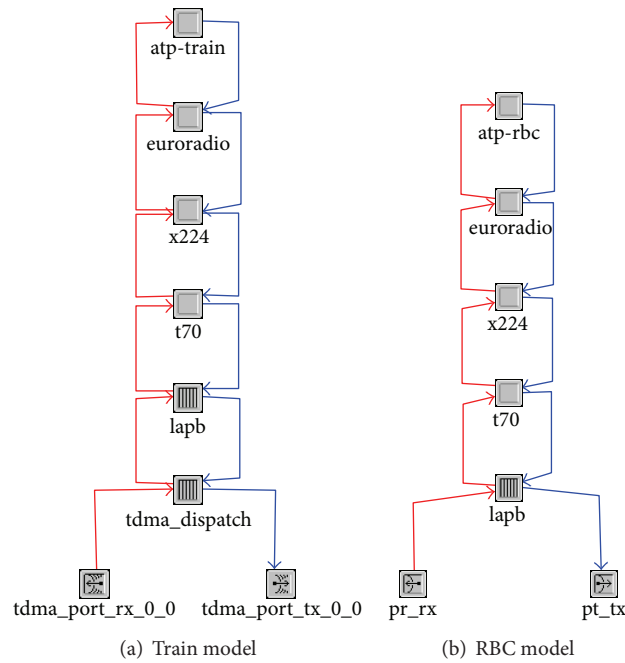 atp-train
euroradio
x224
t70
lapb
tdma_dispatch
tdma_port_rx_0_0
tdma_port_tx_0_0
(a) Train model
atp-rbc
euroradio
x224
t70
lapb
pr_rx
pt_tx
(b) RBC model